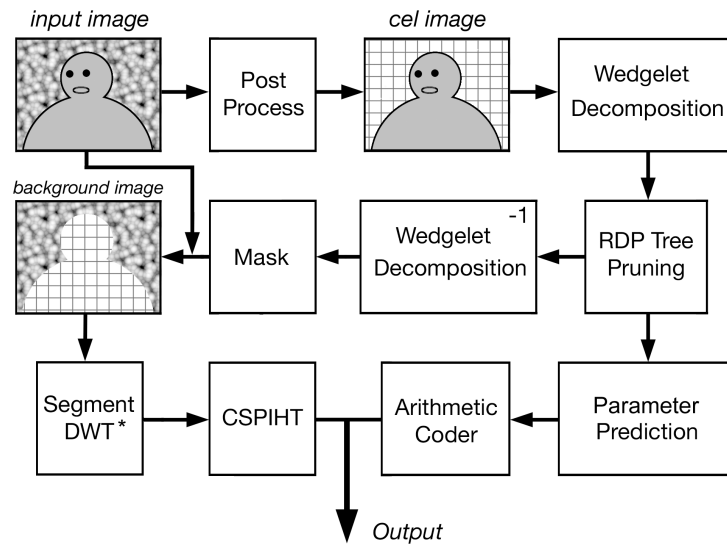 input image
cel image
Post
Process
Wedgelet
Decomposition
background image
Mask
Wedgelet
Decomposition
-1
RDP Tree
Pruning
Segment
DWT*
CSPIHT
Arithmetic
Coder
Parameter
Prediction
Output